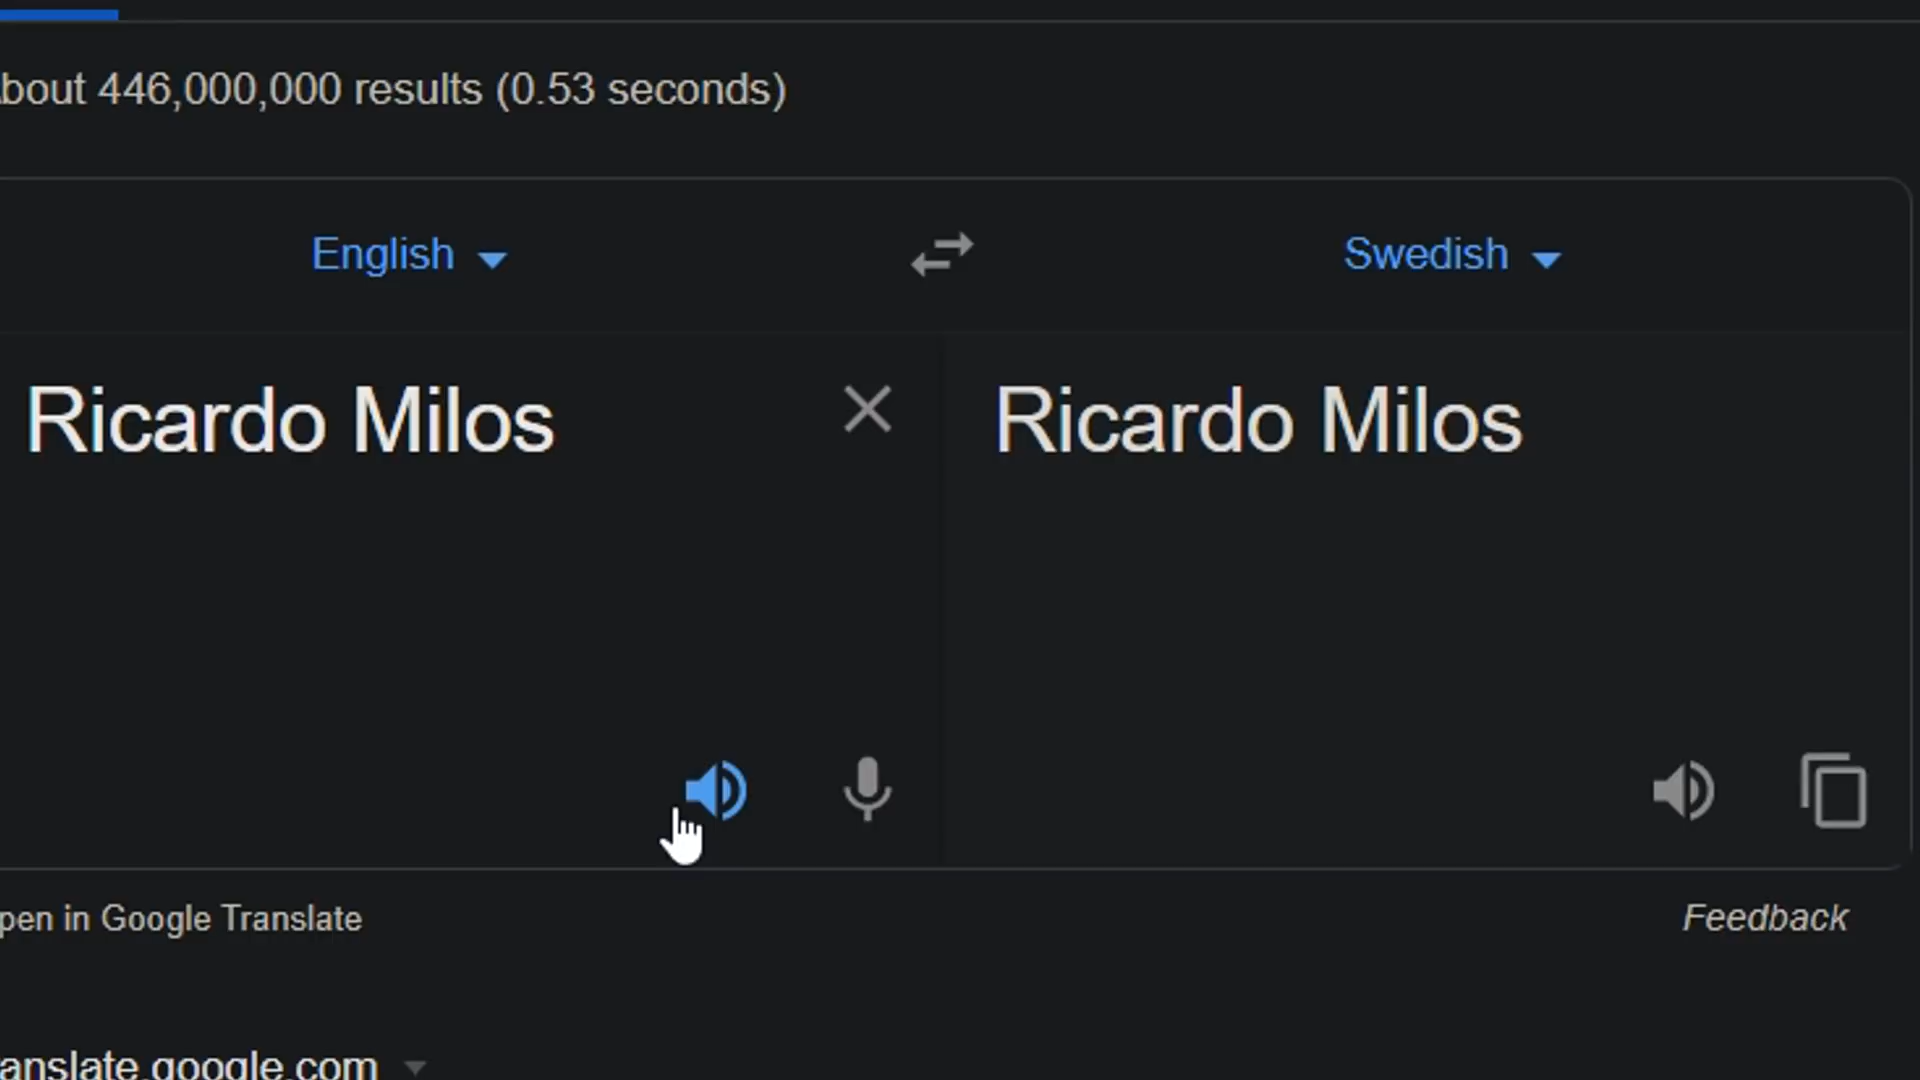 bout 446,000,000 results (0.53 seconds)
English
Swedish
Ricardo Milos
Ricardo Milos
pen in Google Translate
Feedback
anslate.google.com